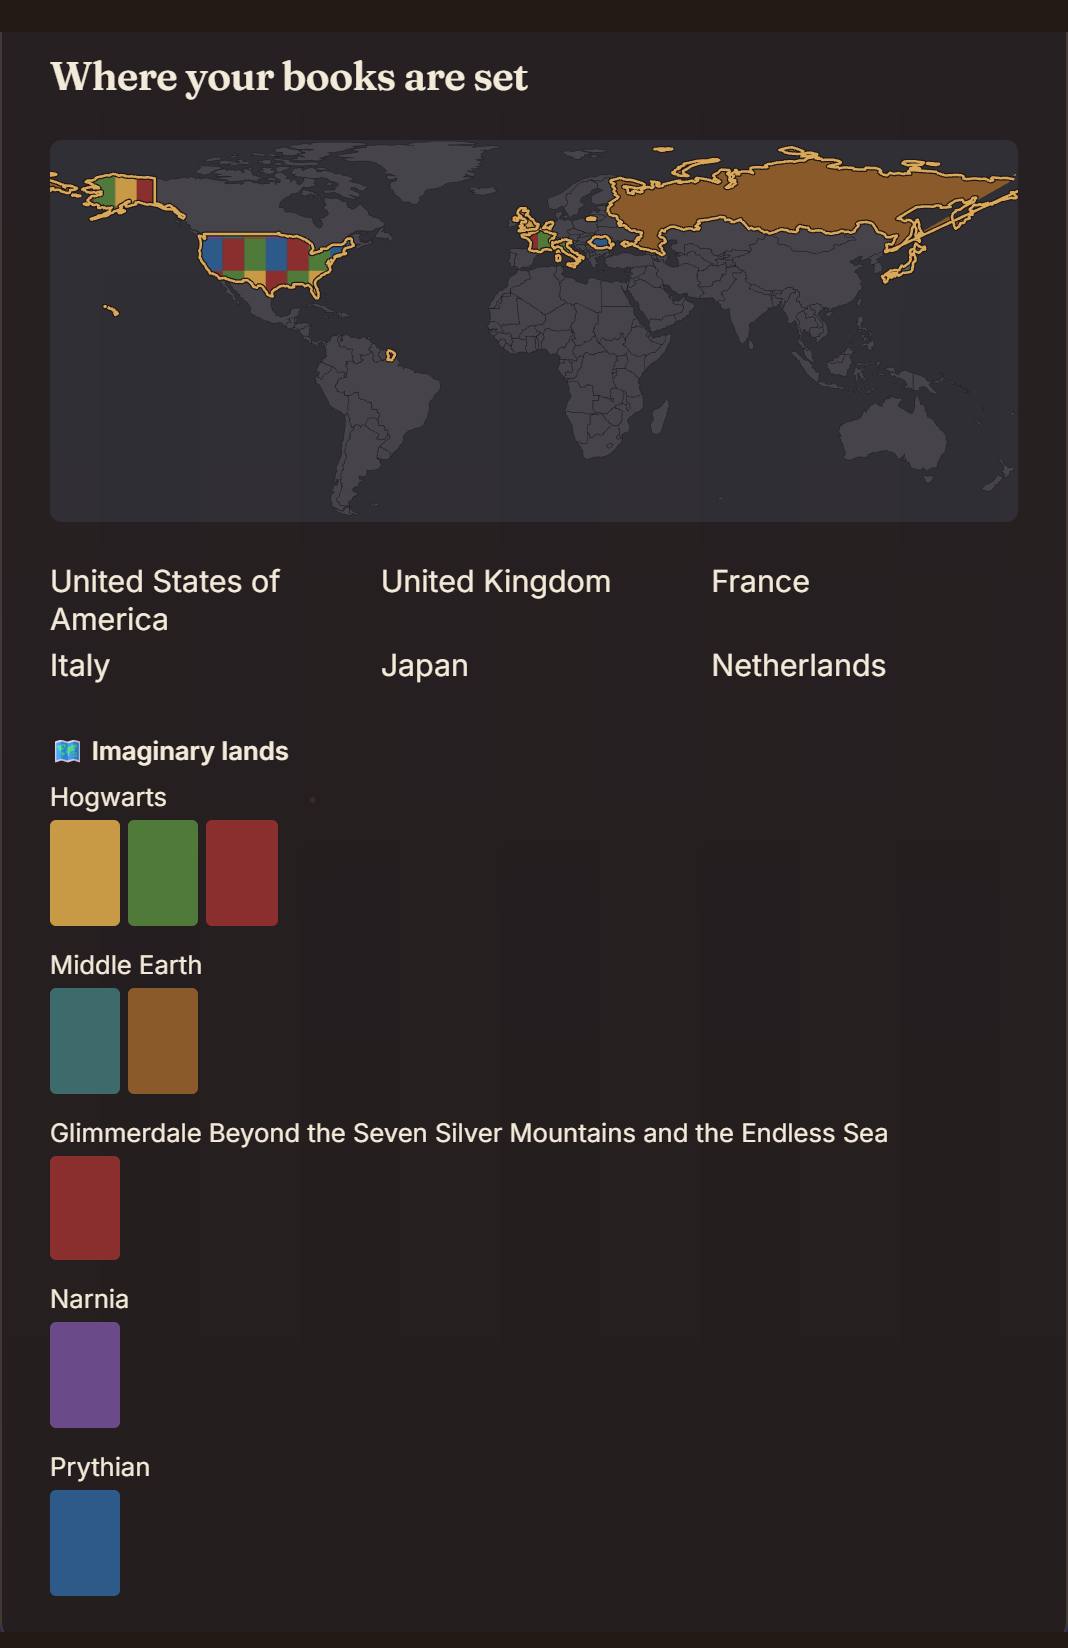 Where your books are set
United States of
America
United Kingdom
France
Italy
Japan
Netherlands
Imaginary lands
Hogwarts
Middle Earth
Glimmerdale Beyond the Seven Silver Mountains and the Endless Sea
Narnia
Prythian